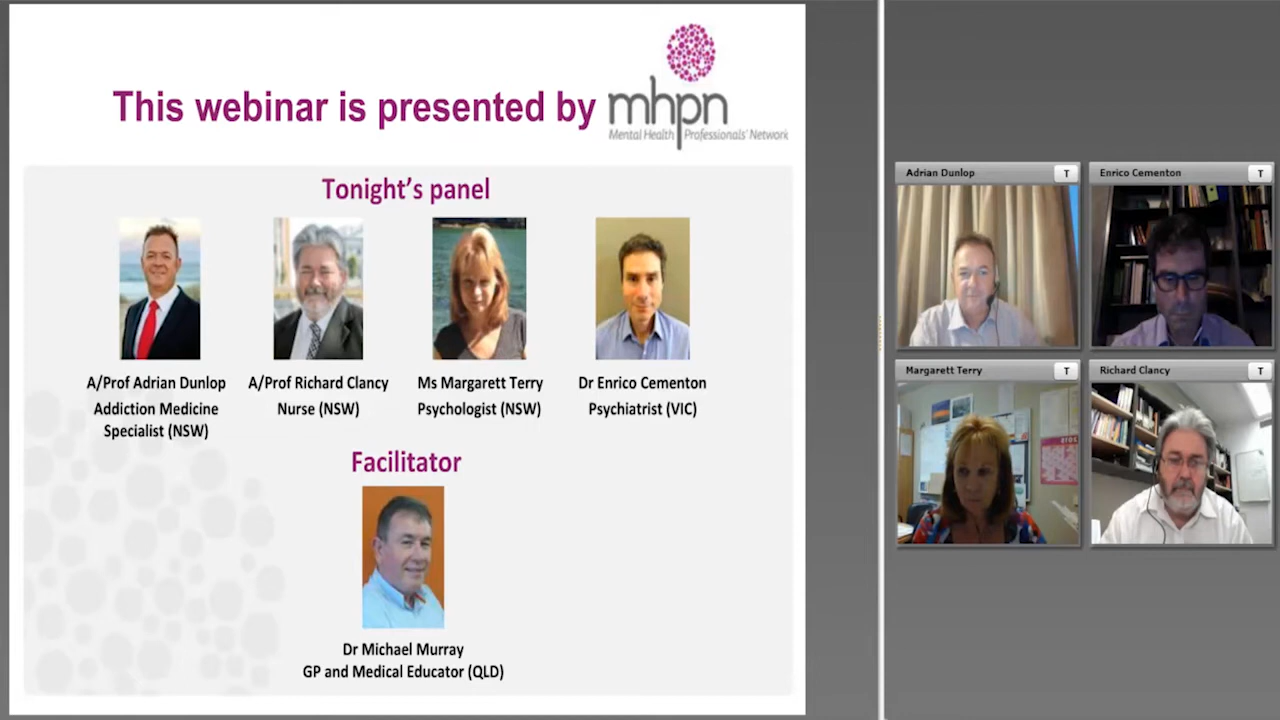 This webinar is presented by
mhpn
Mental Health Professionals' Network
Tonight's panel
A/Prof Adrian Dunlop
Addiction Medicine
Specialist (NSW)
A/Prof Richard Clancy
Nurse (NSW)
Ms Margarett Terry
Psychologist (NSW)
Dr Enrico Cementon
Psychiatrist (VIC)
Facilitator
Dr Michael Murray
GP and Medical Educator (QLD)
Adrian Dunlop
T
Enrico Cementon
T
Margarett Terry
T
Richard Clancy
T